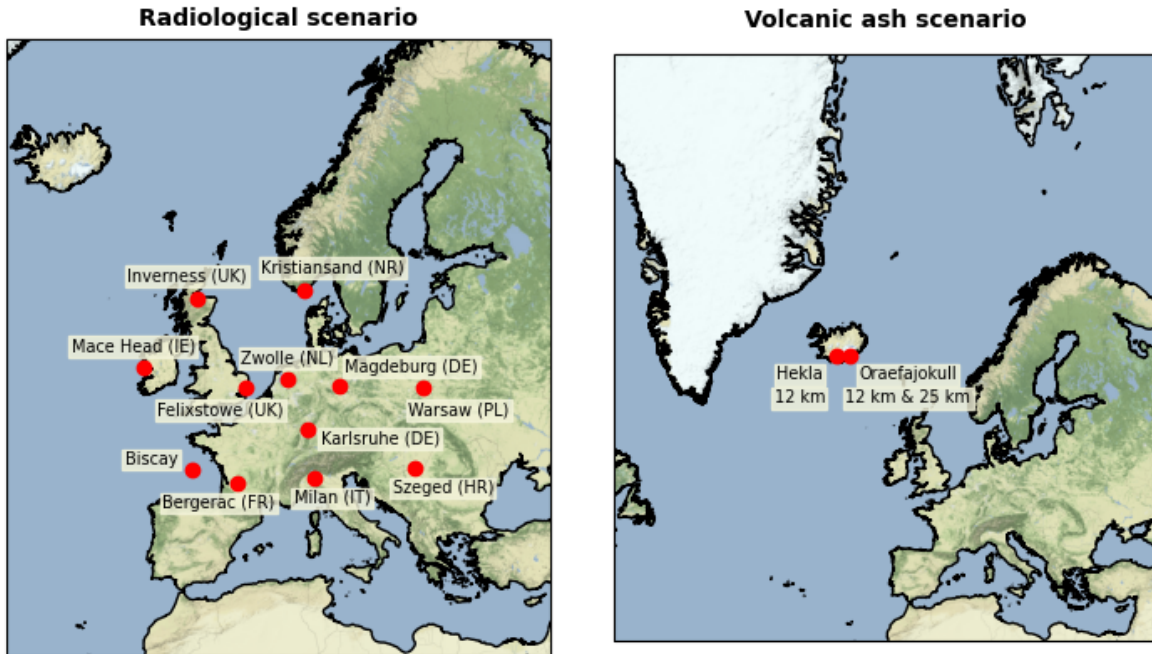 Radiological scenario
Inverness (UK)
Kristiansand (NR)
Mace Head (IE)
Zwolle (NL)
Magdeburg (DE)
Felixstowe (UK)
Warsaw (PL)
Karlsruhe (DE)
Biscay
Szeged (HR)
Bergerac (FR)
Milan (IT)
Volcanic ash scenario
Hekla
12 km
Oraefajokull
12 km & 25 km